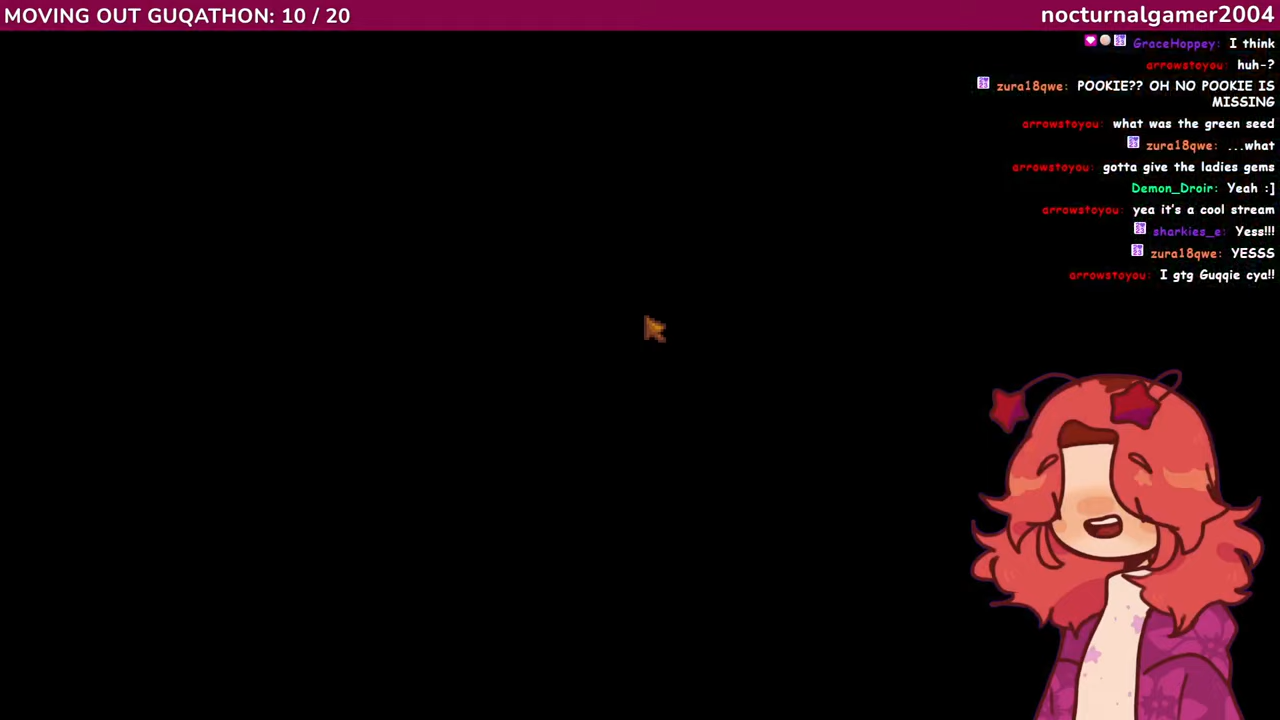 MOVING OUT GUQATHON: 10 / 20
nocturnalgamer2004
GraceHoppey: I think
arrowstoyou: huh-?
zura18qwe: POOKIE?? OH NO POOKIE IS
MISSING
arrowstoyou: what was the green seed
zura18qwe: ...what
arrowstoyou: gotta give the ladies gems
Demon_Droir: Yeah :]
arrowstoyou: yea it's a cool stream
sharkies_e: Yess!!!
zura18qwe: YESSS
arrowstoyou: I gtg Guqqie cya!!